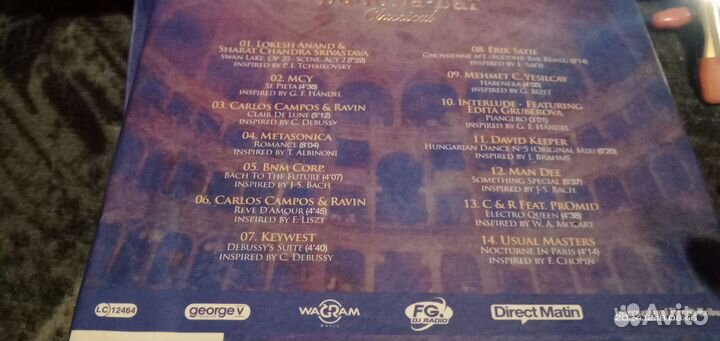 Classical
01. Lokesh Anand &
Sharat Chandra Srivastava
Swan Lake Op 20 - Scene, Act 2 (7'22)
inspired by P. I. Tchaikovsky
02. MCY
Se Pieta (4'36)
inspired by G. F. Handel
03. Carlos Campos & Ravin
Clair De Lune (5'12)
inspired by C. Debussy
04. Metasonica
Romance (8'04)
inspired by T. Albinoni
05. BNM Corp.
Bach To The Future (4'07)
inspired by J-S. Bach
06. Carlos Campos & Ravin
Reve D'Amour (4'45)
inspired by F. Liszt
07. Keywest
Debussy's Suite (4'40)
inspired by C. Debussy
08. Erik Satie
Gnossienne N°1 (Buddha Bar Remix) (5'14)
inspired by E. Satie
09. Mehmet C. Yesilcay
Habenera (4'05)
inspired by G. Bizet
10. Interlude - Featuring
Edita Gruberova
Piangero (3'01)
inspired by G. F. Handel
11. David Keeper
Hungarian Dance N°5 (Original Mix)
inspired by J. Brahms
12. Man Dee
Something Special (5'37)
inspired by J-S. Bach
13. C & R Feat. Promid
Electro Queen (4'38)
inspired by W. A. Mozart
14. Usual Masters
Nocturne In Paris (4'14)
inspired by F. Chopin
LC 12464
george v
WAGRAM
FG.
DJ RADIO
Direct Matin
Avito